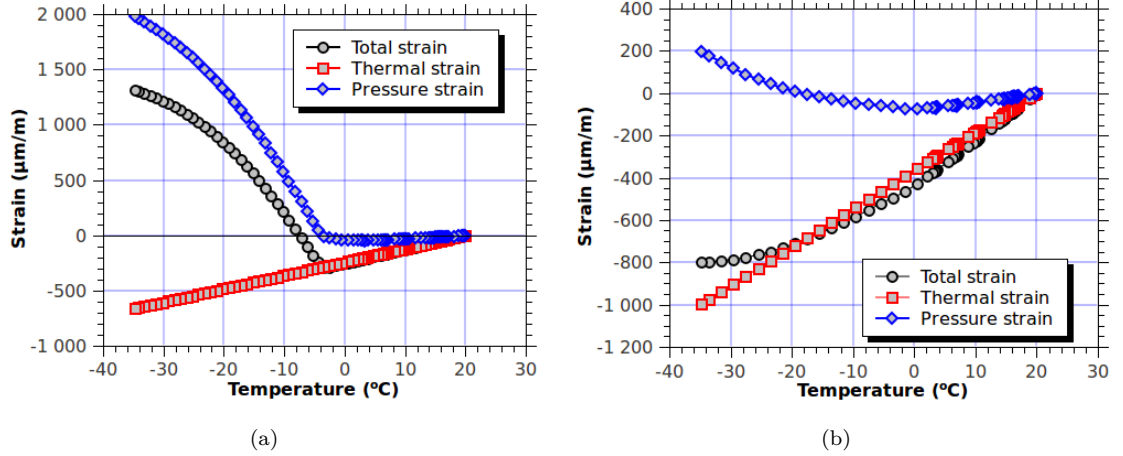 2 000
1 500
1 000
500
0
-500
-1 000
-40 -30 -20 -10 0 10 20 30
Strain (µm/m)
Temperature (ºC)
Total strain
Thermal strain
Pressure strain
(a)
400
200
0
-200
-400
-600
-800
-1 000
-1 200
-40 -30 -20 -10 0 10 20 30
Strain (µm/m)
Temperature (ºC)
Total strain
Thermal strain
Pressure strain
(b)